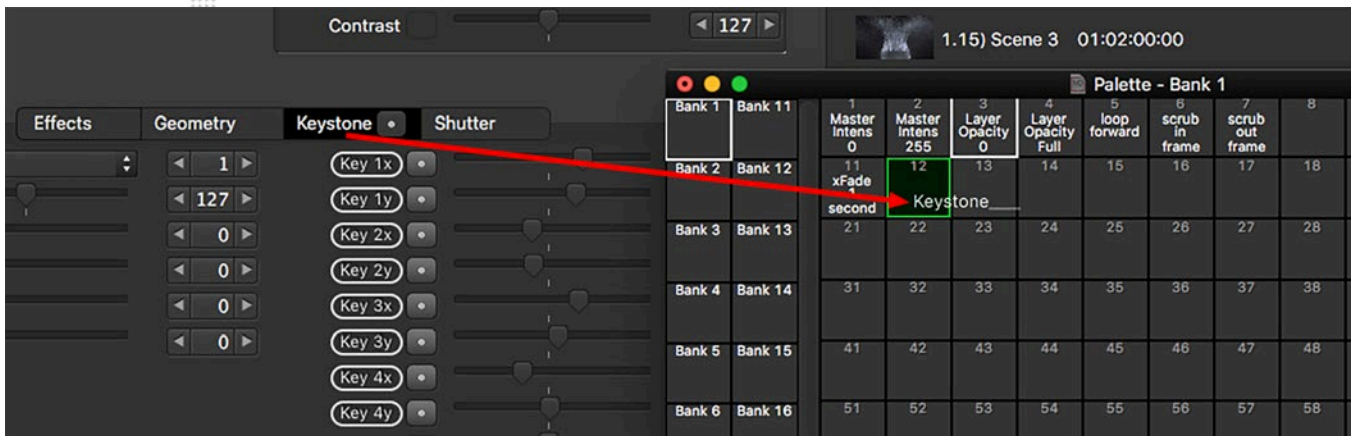 Contrast
127
1.15) Scene 3 01:02:00:00
Palette - Bank 1
Effects Geometry Keystone Shutter
1
127
0
0
0
0
Key 1x
Key 1y
Key 2x
Key 2y
Key 3x
Key 3y
Key 4x
Key 4y
Bank 1 Bank 11
Bank 2 Bank 12
Bank 3 Bank 13
Bank 4 Bank 14
Bank 5 Bank 15
Bank 6 Bank 16
1 2 3 4 5 6 7 8
Master Master Layer Layer loop scrub scrub
Intens Intens Opacity Opacity forward in out
0 255 0 Full frame frame
11 12 13 14 15 16 17 18
xFade
1
second
Keystone___
21 22 23 24 25 26 27 28
31 32 33 34 35 36 37 38
41 42 43 44 45 46 47 48
51 52 53 54 55 56 57 58